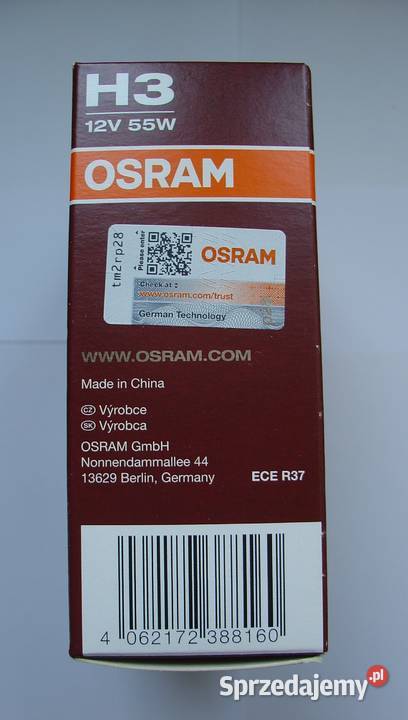 H3
12V 55W
OSRAM
tm2rp28
Please enter
OSRAM
Check at :
www.osram.com/trust
German Technology
WWW.OSRAM.COM
Made in China
CZ Výrobce
SK Výrobca
OSRAM GmbH
Nonnendammallee 44
13629 Berlin, Germany
ECE R37
4 062172 388160
Sprzedajemy.pl